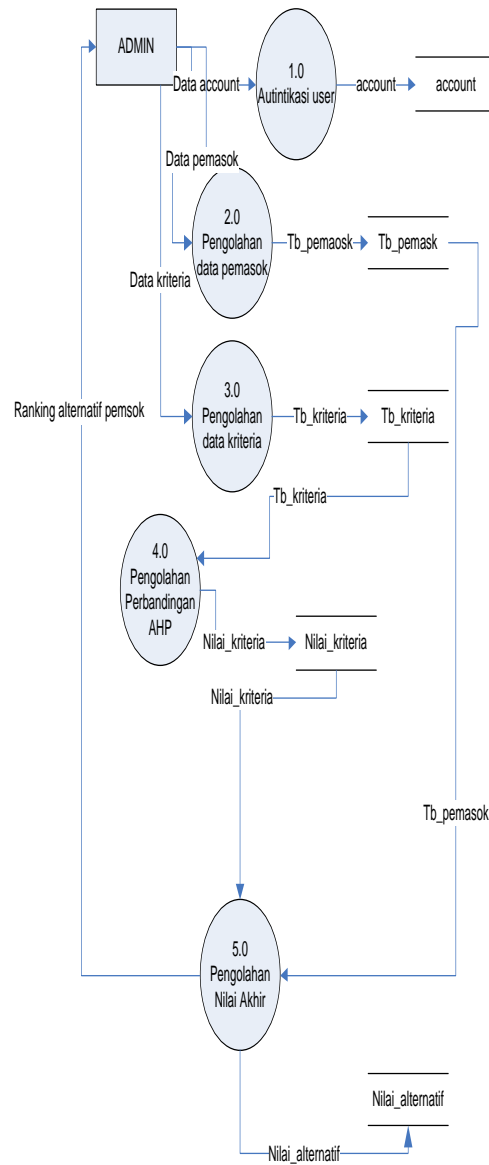 ADMIN
Data account
1.0
Autintikasi user
account
account
Data pemasok
2.0
Pengolahan
data pemasok
Tb_pemaosk
Tb_pemask
Data kriteria
3.0
Pengolahan
data kriteria
Tb_kriteria
Tb_kriteria
Ranking alternatif pemsok
Tb_kriteria
4.0
Pengolahan
Perbandingan
AHP
Nilai_kriteria
Nilai_kriteria
Nilai_kriteria
Tb_pemasok
5.0
Pengolahan
Nilai Akhir
Nilai_alternatif
Nilai_alternatif